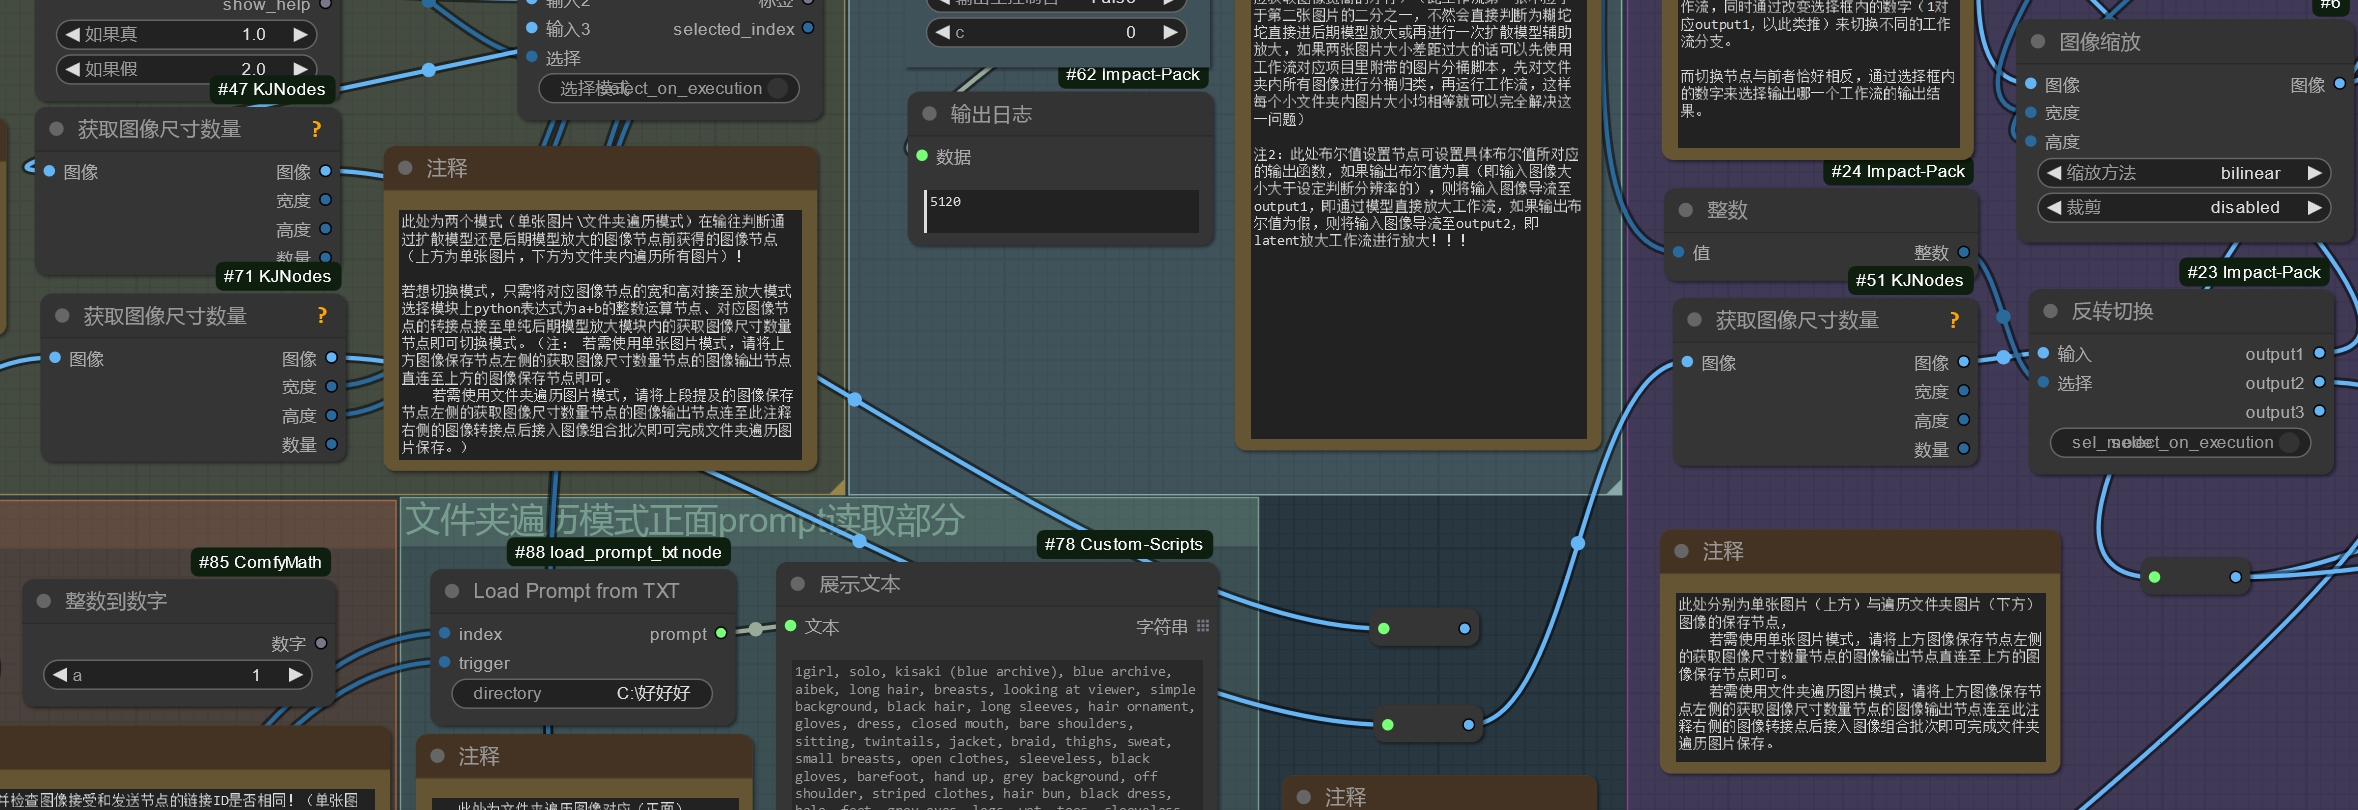 show_help
如果真 1.0
如果假 2.0
#47 KJNodes
获取图像尺寸数量 ?
图像 图像
宽度
高度
数量
#71 KJNodes
获取图像尺寸数量 ?
图像 图像
宽度
高度
数量
输入2 标签
输入3 selected_index
选择
选择模式 select_on_execution
注释
此处为两个模式（单张图片\文件夹遍历模式）在输往判断通
过扩散模型还是后期模型放大的图像节点前获得的图像节点
（上方为单张图片，下方为文件夹内遍历所有图片）！
若想切换模式，只需将对应图像节点的宽和高对接至放大模式
选择模块上python表达式为a+b的整数运算节点、对应图像节
点的转接点接至单纯后期模型放大模块内的获取图像尺寸数量
节点即可切换模式。（注： 若需使用单张图片模式，请将上
方图像保存节点左侧的获取图像尺寸数量节点的图像输出节点
直连至上方的图像保存节点即可。
若需使用文件夹遍历图片模式，请将上段提及的图像保存
节点左侧的获取图像尺寸数量节点的图像输出节点连至此注释
右侧的图像转接点后接入图像组合批次即可完成文件夹遍历图
片保存。）
False
c 0
#62 Impact-Pack
输出日志
数据
5120
于第二张图片的二分之一，不然会直接判断为糊坨
坨直接进后期模型放大或再进行一次扩散模型辅助
放大，如果两张图片大小差距过大的话可以先使用
工作流对应项目里附带的图片分桶脚本，先对文件
夹内所有图像进行分桶归类，再运行工作流，这样
每个小文件夹内图片大小均相等就可以完全解决这
一问题）
注2：此处布尔值设置节点可设置具体布尔值所对应
的输出函数，如果输出布尔值为真（即输入图像大
小大于设定判断分辨率的），则将输入图像导流至
output1，即通过模型直接放大工作流，如果输出布
尔值为假，则将输入图像导流至output2，即
latent放大工作流进行放大！！！
作流，同时通过改变选择框内的数字（1对
应output1，以此类推）来切换不同的工作
流分支。
而切换节点与前者恰好相反，通过选择框内
的数字来选择输出哪一个工作流的输出结
果。
#24 Impact-Pack
整数
值 整数
#51 KJNodes
获取图像尺寸数量 ?
图像 图像
宽度
高度
数量
#6
图像缩放
图像 图像
宽度
高度
缩放方法 bilinear
裁剪 disabled
#23 Impact-Pack
反转切换
输入 output1
选择 output2
output3
sel_mode select_on_execution
注释
此处分别为单张图片（上方）与遍历文件夹图片（下方）
图像的保存节点，
若需使用单张图片模式，请将上方图像保存节点左侧
的获取图像尺寸数量节点的图像输出节点直连至上方的图
像保存节点即可。
若需使用文件夹遍历图片模式，请将上方图像保存节
点左侧的获取图像尺寸数量节点的图像输出节点连至此注
释右侧的图像转接点后接入图像组合批次即可完成文件夹
遍历图片保存。
文件夹遍历模式正面prompt读取部分
#85 ComfyMath
整数到数字
数字
a 1
并检查图像接受和发送节点的链接ID是否相同！（单张图
#88 load_prompt_txt node
Load Prompt from TXT
index prompt
trigger
directory C:\好好好
注释
此处为文件夹遍历图像对应（正面）
#78 Custom-Scripts
展示文本
文本 字符串
1girl, solo, kisaki (blue archive), blue archive,
aibek, long hair, breasts, looking at viewer, simple
background, black hair, long sleeves, hair ornament,
gloves, dress, closed mouth, bare shoulders,
sitting, twintails, jacket, braid, thighs, sweat,
small breasts, open clothes, sleeveless, black
gloves, barefoot, hand up, grey background, off
shoulder, striped clothes, hair bun, black dress,
注释